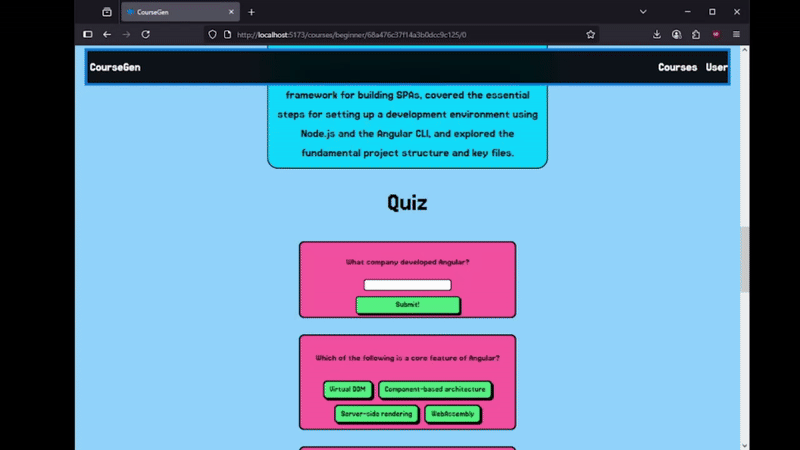 CourseGen
http://localhost:5173/courses/beginner/68a476c37f14a3b0dcc9c125/0
CourseGen
Courses
User
framework for building SPAs, covered the essential
steps for setting up a development environment using
Node.js and the Angular CLI, and explored the
fundamental project structure and key files.
Quiz
What company developed Angular?
Submit!
Which of the following is a core feature of Angular?
Virtual DOM
Component-based architecture
Server-side rendering
WebAssembly